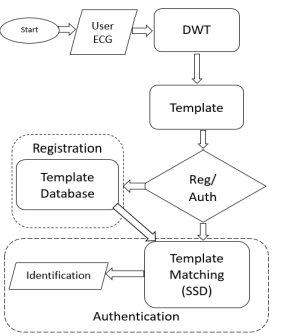 Start
User
ECG
DWT
Template
Registration
Template
Database
Reg/
Auth
Template
Matching
(SSD)
Identification
Authentication